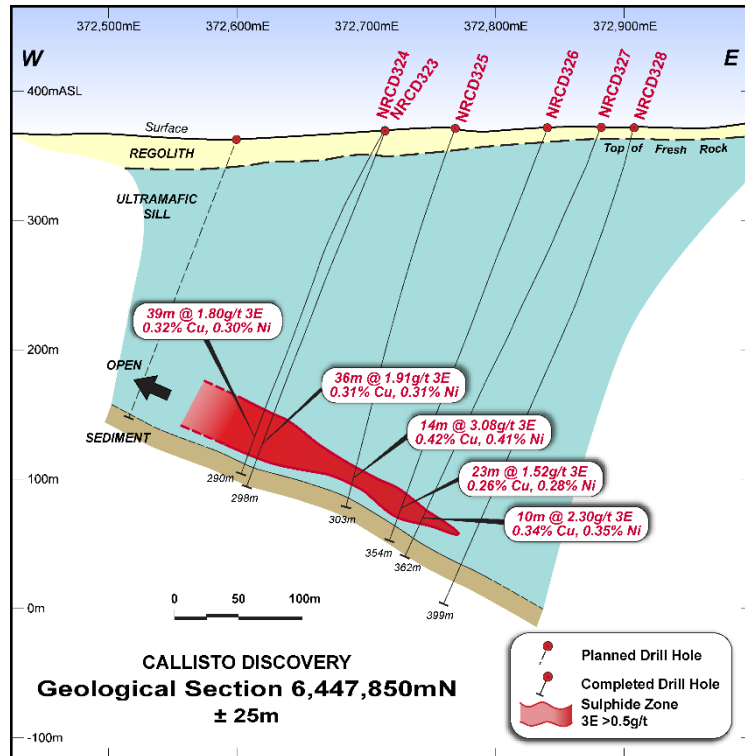 372,500mE
372,600mE
372,700mE
372,800mE
372,900mE
W
E
NRCD324
NRCD323
NRCD325
NRCD326
NRCD327
NRCD328
400mASL
Surface
REGOLITH
Top of Fresh Rock
ULTRAMAFIC
SILL
300m
39m @ 1.80g/t 3E
0.32% Cu, 0.30% Ni
200m
OPEN
36m @ 1.91g/t 3E
0.31% Cu, 0.31% Ni
14m @ 3.08g/t 3E
0.42% Cu, 0.41% Ni
SEDIMENT
23m @ 1.52g/t 3E
0.26% Cu, 0.28% Ni
100m
290m
298m
303m
10m @ 2.30g/t 3E
0.34% Cu, 0.35% Ni
354m
362m
399m
0m
0
100m
CALLISTO DISCOVERY
Geological Section 6,447,850mN
± 25m
Planned Drill Hole
Completed Drill Hole
Sulphide Zone
3E >0.5g/t
-100m